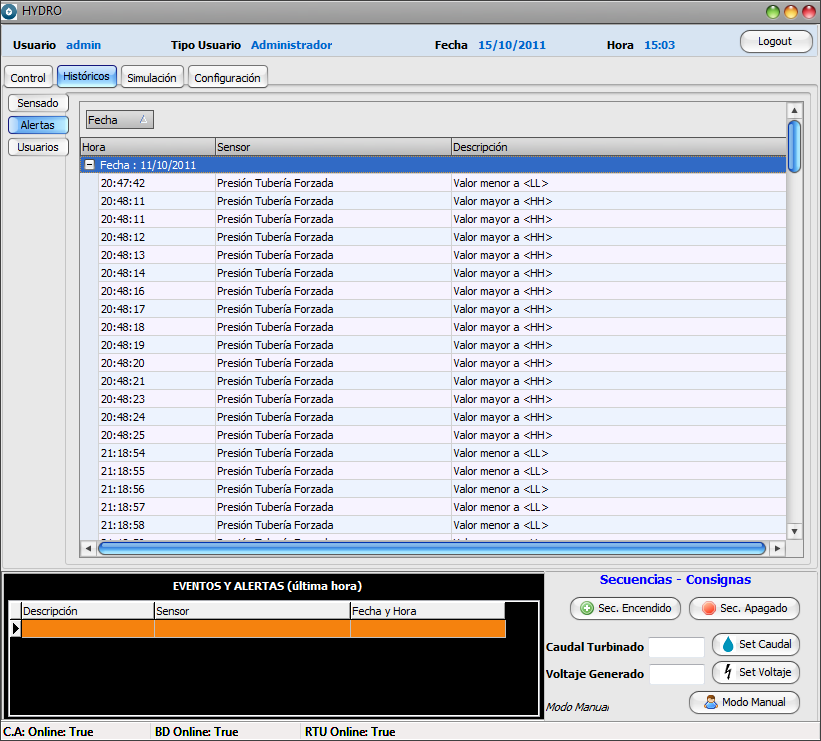 HYDRO
Usuario admin Tipo Usuario Administrador Fecha 15/10/2011 Hora 15:03 Logout
Control Históricos Simulación Configuración
Sensado
Alertas
Usuarios
Fecha
Hora Sensor Descripción
Fecha : 11/10/2011
20:47:42 Presión Tubería Forzada Valor menor a <LL>
20:48:11 Presión Tubería Forzada Valor mayor a <HH>
20:48:11 Presión Tubería Forzada Valor mayor a <HH>
20:48:12 Presión Tubería Forzada Valor mayor a <HH>
20:48:13 Presión Tubería Forzada Valor mayor a <HH>
20:48:14 Presión Tubería Forzada Valor mayor a <HH>
20:48:16 Presión Tubería Forzada Valor mayor a <HH>
20:48:17 Presión Tubería Forzada Valor mayor a <HH>
20:48:18 Presión Tubería Forzada Valor mayor a <HH>
20:48:19 Presión Tubería Forzada Valor mayor a <HH>
20:48:20 Presión Tubería Forzada Valor mayor a <HH>
20:48:21 Presión Tubería Forzada Valor mayor a <HH>
20:48:23 Presión Tubería Forzada Valor mayor a <HH>
20:48:24 Presión Tubería Forzada Valor mayor a <HH>
20:48:25 Presión Tubería Forzada Valor mayor a <HH>
21:18:54 Presión Tubería Forzada Valor menor a <LL>
21:18:55 Presión Tubería Forzada Valor menor a <LL>
21:18:56 Presión Tubería Forzada Valor menor a <LL>
21:18:57 Presión Tubería Forzada Valor menor a <LL>
21:18:58 Presión Tubería Forzada Valor menor a <LL>
EVENTOS Y ALERTAS (última hora)
Descripción Sensor Fecha y Hora
Secuencias - Consignas
Sec. Encendido Sec. Apagado
Caudal Turbinado Set Caudal
Voltaje Generado Set Voltaje
Modo Manual Modo Manual
C.A: Online: True BD Online: True RTU Online: True